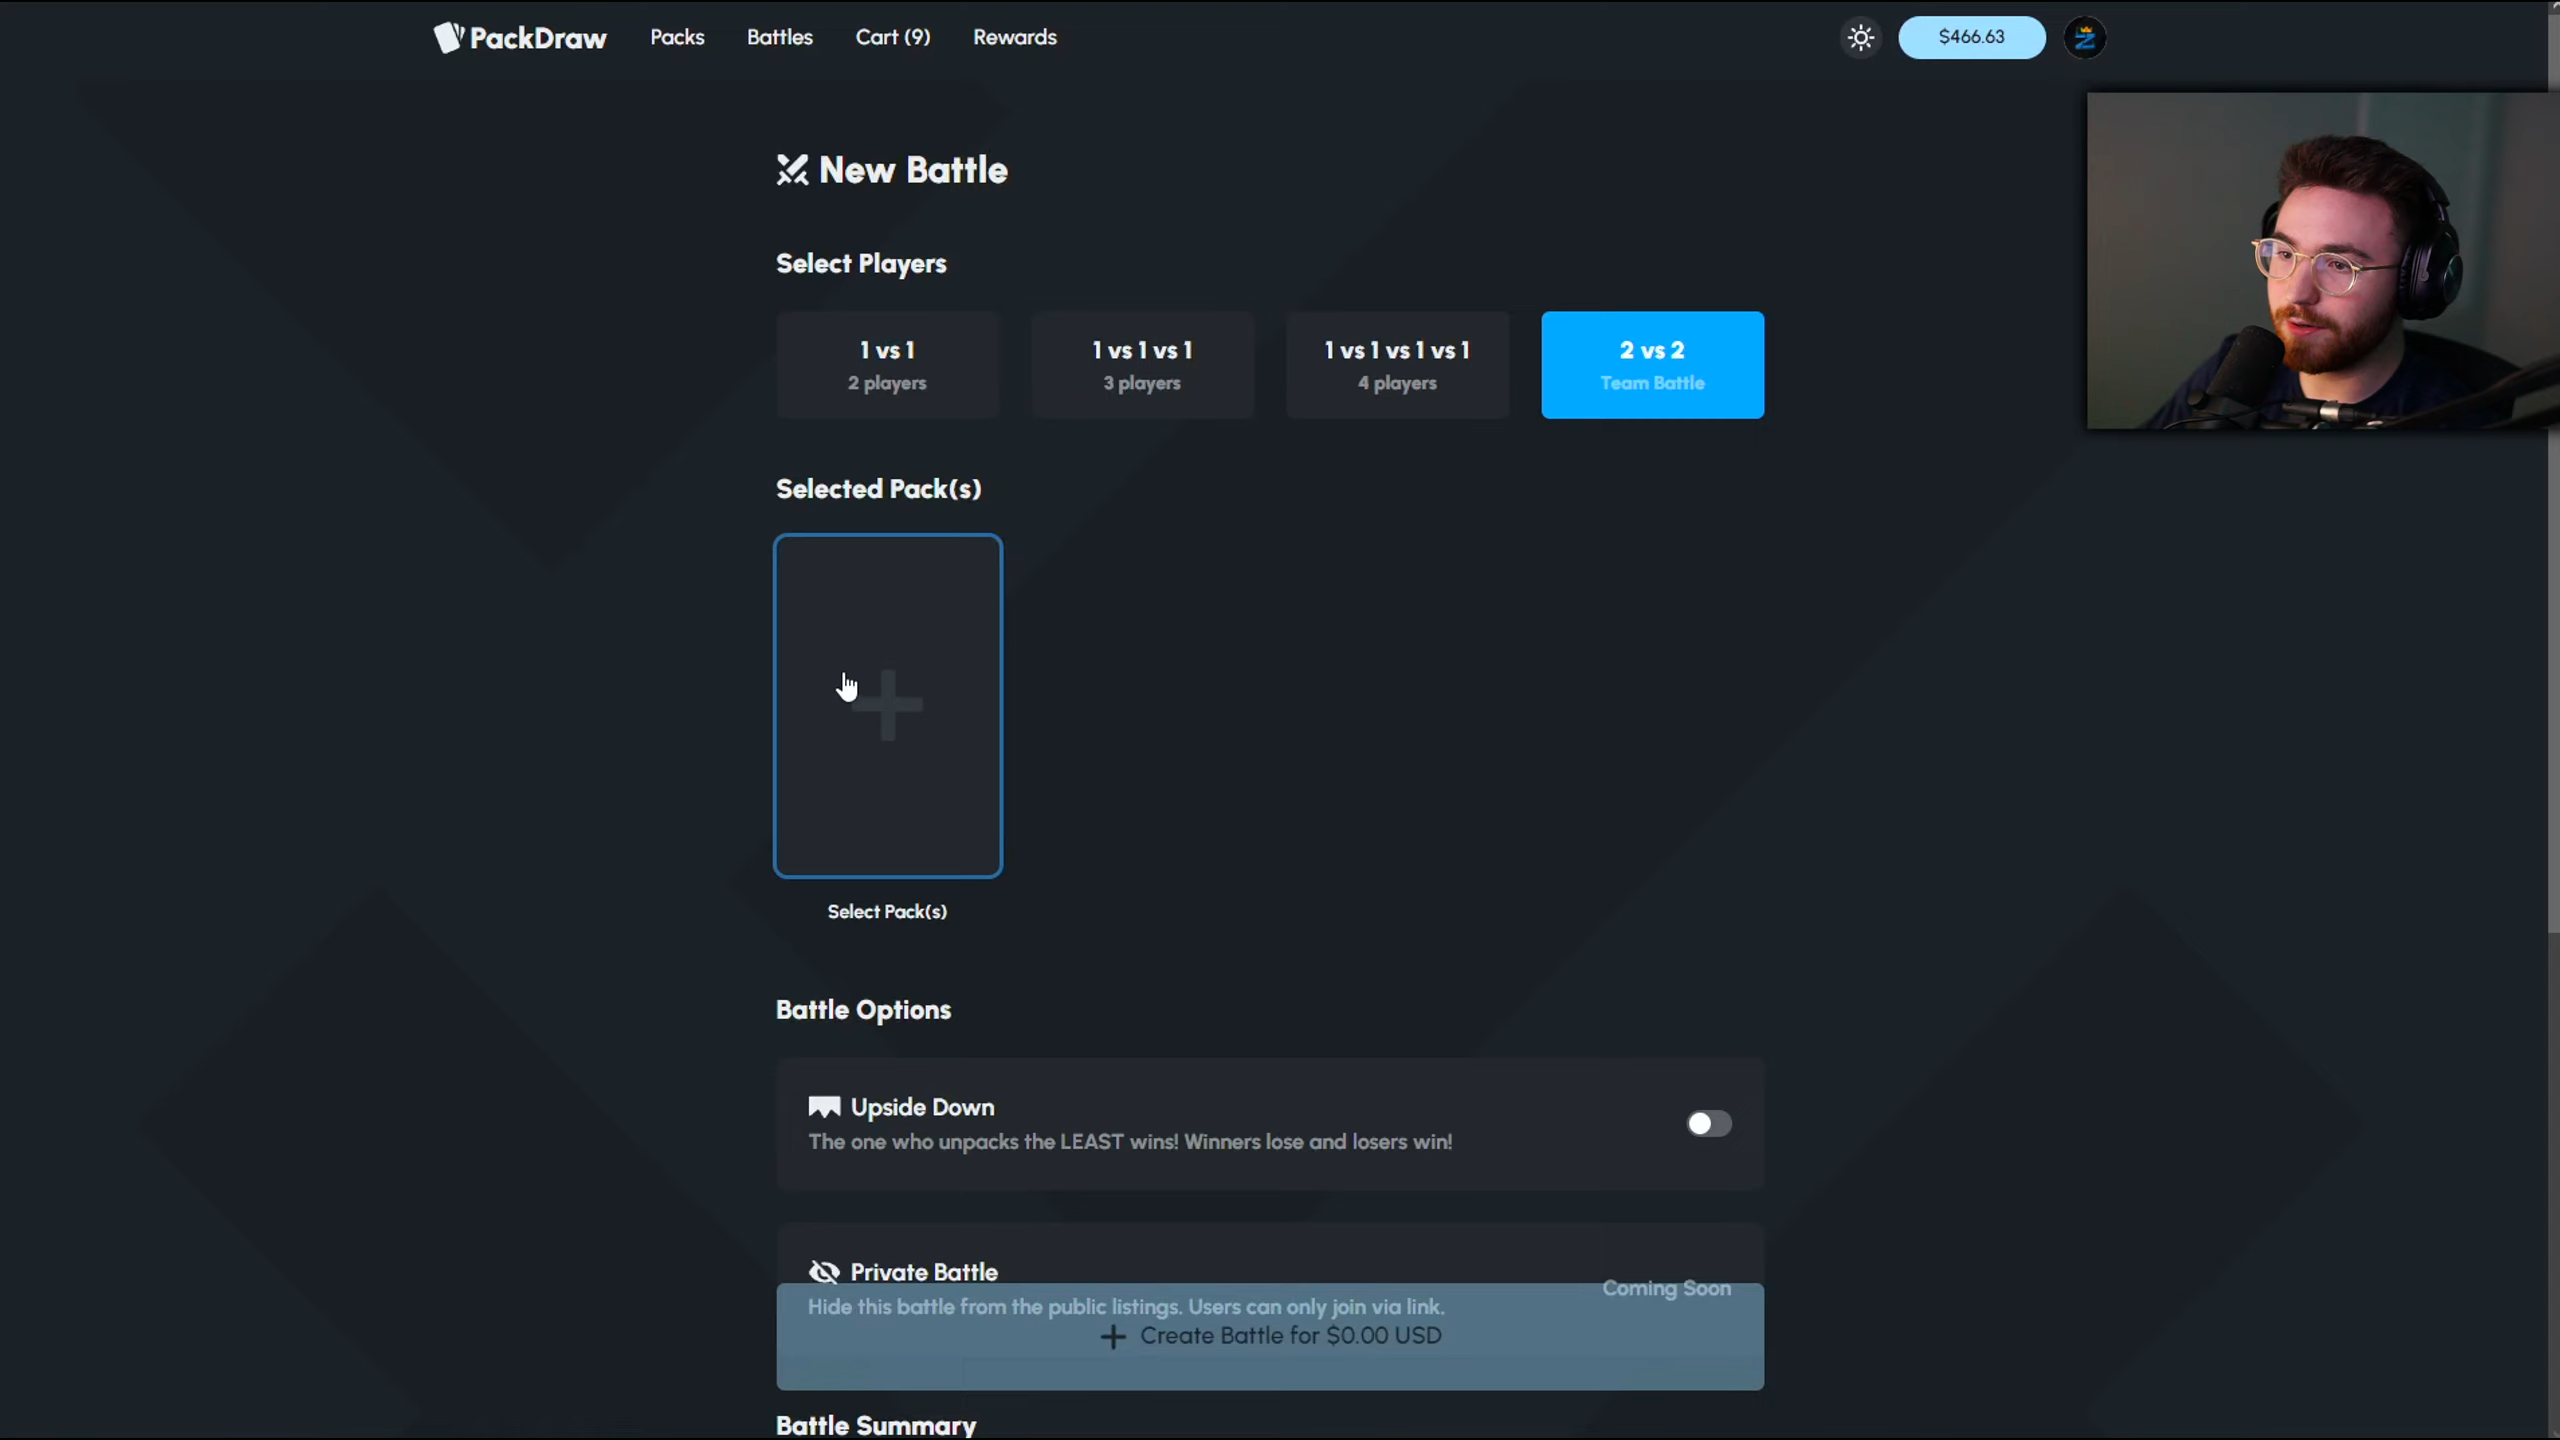 PackDraw
Packs
Battles
Cart (9)
Rewards
$466.63
New Battle
Select Players
1 vs 1
2 players
1 vs 1 vs 1
3 players
1 vs 1 vs 1 vs 1
4 players
2 vs 2
Team Battle
Selected Pack(s)
Select Pack(s)
Battle Options
Upside Down
The one who unpacks the LEAST wins! Winners lose and losers win!
Private Battle
Coming Soon
Hide this battle from the public listings. Users can only join via link.
Create Battle for $0.00 USD
Battle Summary